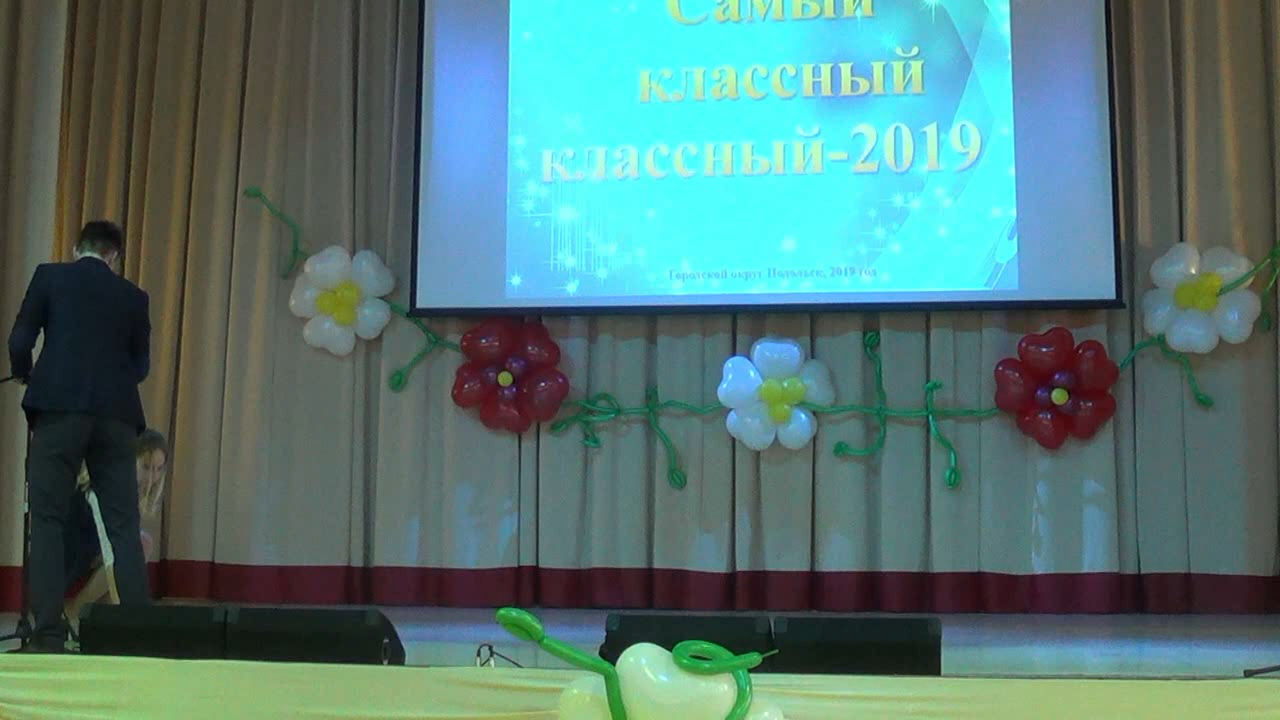 Самый
классный
классный-2019
Городской округ Подольск, 2019 год